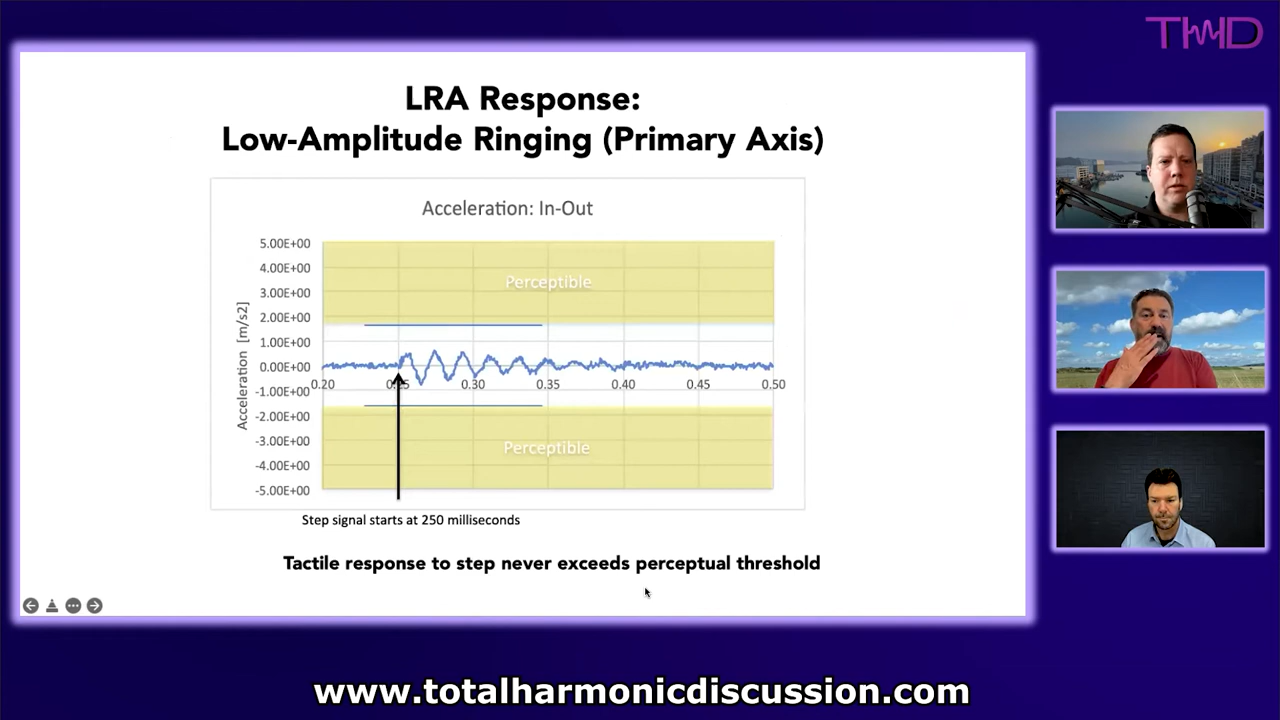 THD
LRA Response:
Low-Amplitude Ringing (Primary Axis)
Acceleration: In-Out
Acceleration [m/s2]
5.00E+00
4.00E+00
3.00E+00
2.00E+00
1.00E+00
0.00E+00
-1.00E+00
-2.00E+00
-3.00E+00
-4.00E+00
-5.00E+00
Perceptible
0.20 0.25 0.30 0.35 0.40 0.45 0.50
Perceptible
Step signal starts at 250 milliseconds
Tactile response to step never exceeds perceptual threshold
www.totalharmonicdiscussion.com